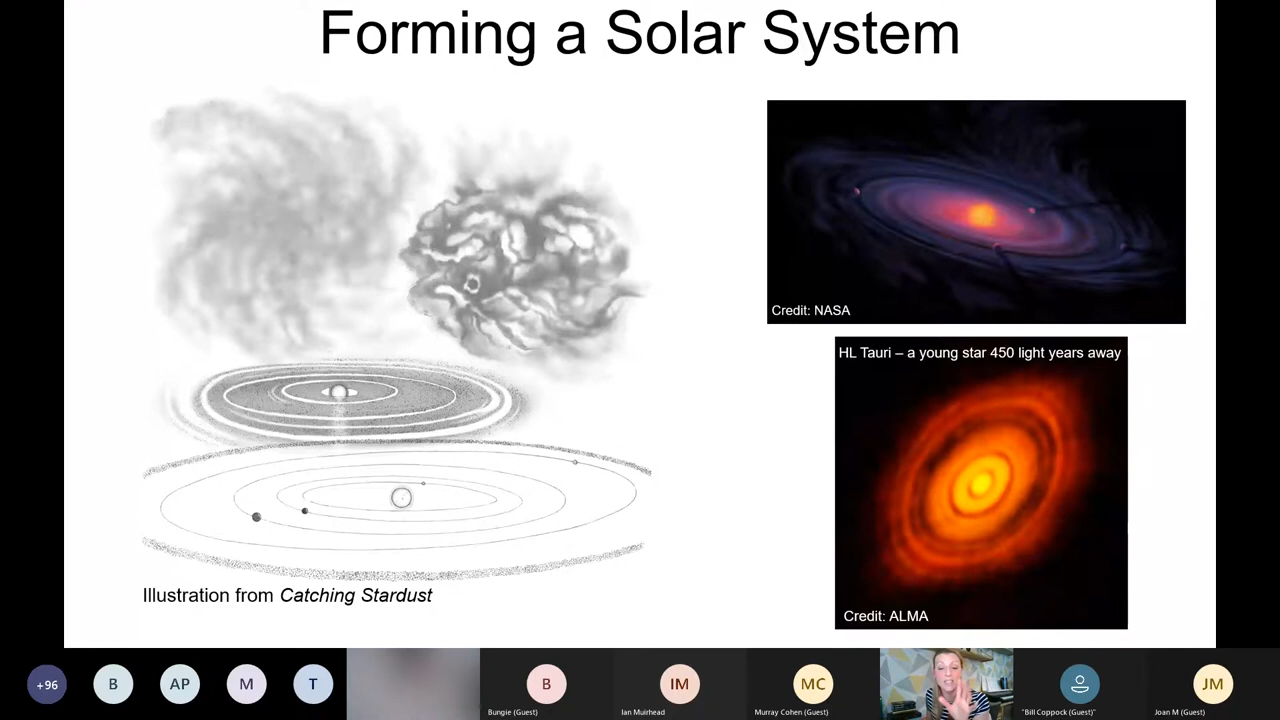 Forming a Solar System
Credit: NASA
HL Tauri – a young star 450 light years away
Credit: ALMA
Illustration from Catching Stardust
+96
B
AP
M
T
B
Bungie (Guest)
IM
Ian Muirhead
MC
Murray Cohen (Guest)
"Bill Coppock (Guest)"
JM
Joan M (Guest)